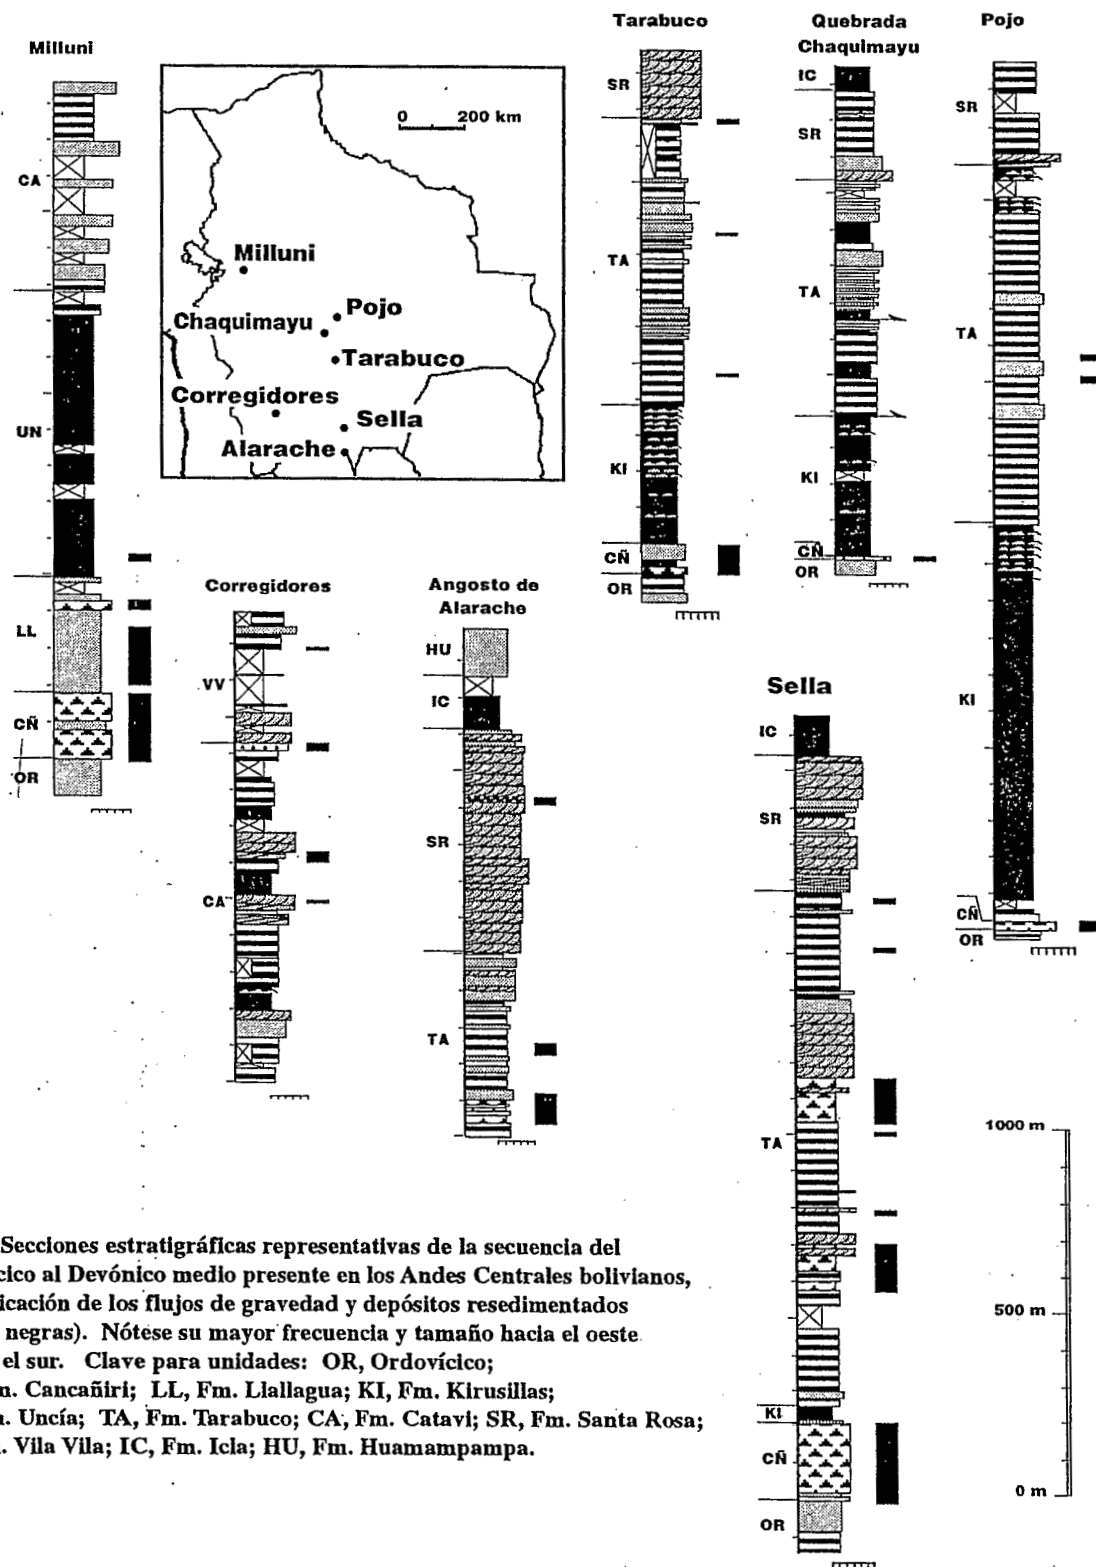 Milluni
CA
UN
LL
CÑ
OR
0 200 km
Milluni
Pojo
Chaquimayu
Tarabuco
Corregidores
Sella
Alarache
Tarabuco
SR
TA
KI
CÑ
OR
Quebrada
Chaquimayu
IC
SR
TA
KI
CÑ
OR
Pojo
SR
TA
KI
CÑ
OR
Corregidores
VV
CA
Angosto de
Alarache
HU
IC
SR
TA
Sella
IC
SR
TA
KI
CÑ
OR
1000 m
500 m
0 m
Secciones estratigráficas representativas de la secuencia del
cico al Devónico medio presente en los Andes Centrales bolivianos,
icación de los flujos de gravedad y depósitos resedimentados
negras). Nótese su mayor frecuencia y tamaño hacia el oeste
el sur. Clave para unidades: OR, Ordovícico;
m. Cancañiri; LL, Fm. Llallagua; KI, Fm. Kirusillas;
. Uncía; TA, Fm. Tarabuco; CA, Fm. Catavi; SR, Fm. Santa Rosa;
. Vila Vila; IC, Fm. Icla; HU, Fm. Huamampampa.